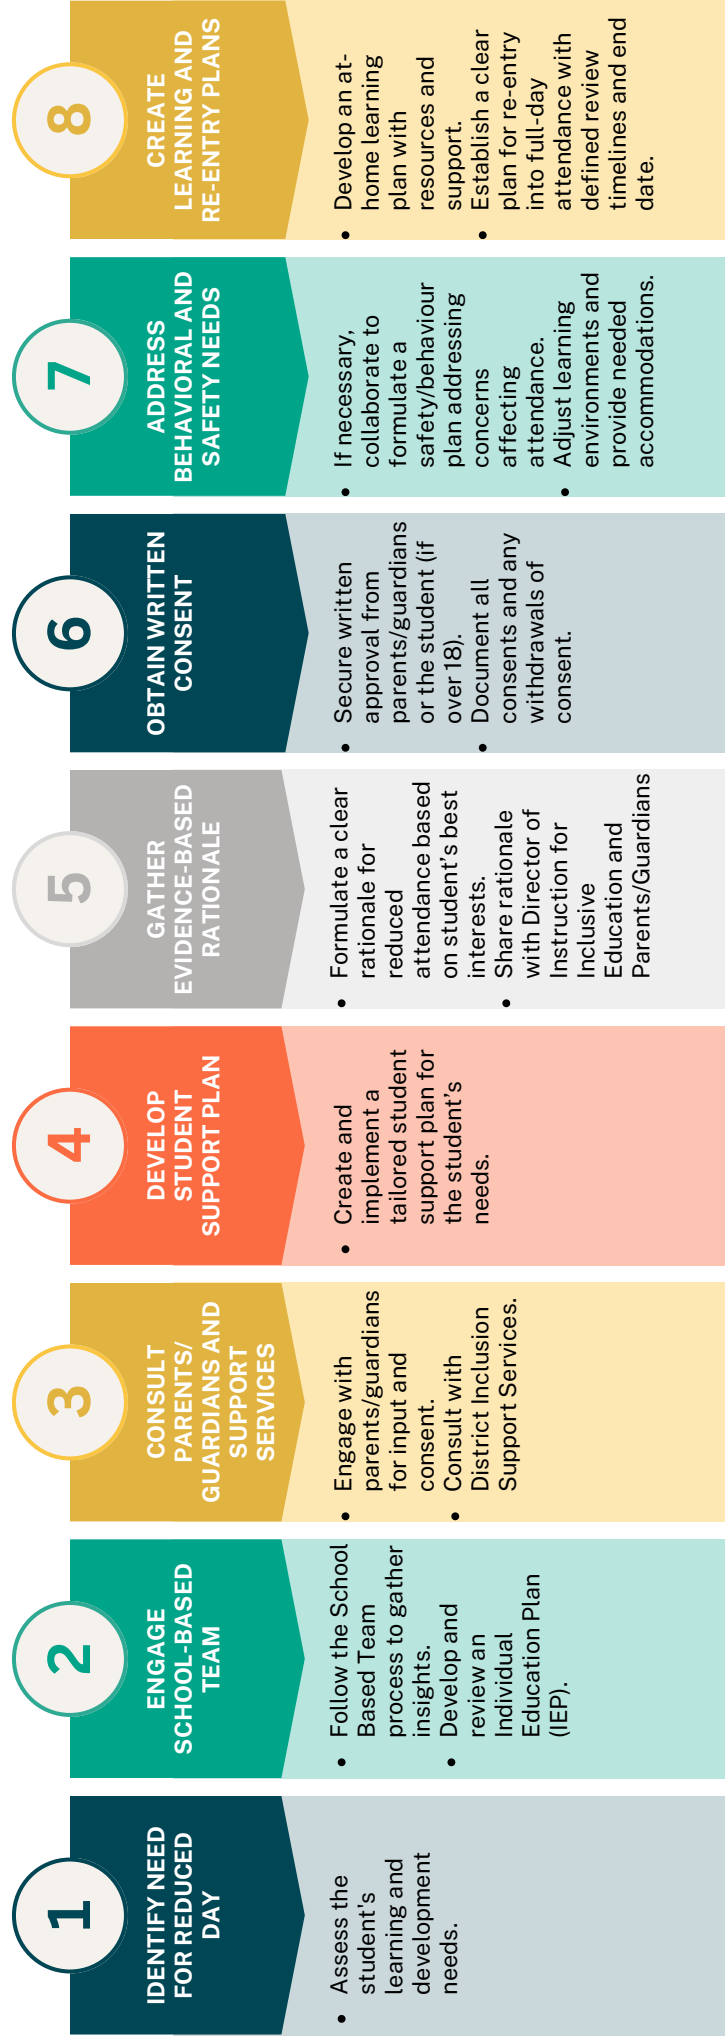 1
IDENTIFY NEED
FOR REDUCED
DAY
• Assess the
student's
learning and
development
needs.
2
ENGAGE
SCHOOL-BASED
TEAM
• Follow the School
Based Team
process to gather
insights.
• Develop and
review an
Individual
Education Plan
(IEP).
3
CONSULT
PARENTS/
GUARDIANS AND
SUPPORT
SERVICES
• Engage with
parents/guardians
for input and
consent.
• Consult with
District Inclusion
Support Services.
4
DEVELOP
STUDENT
SUPPORT PLAN
• Create and
implement a
tailored student
support plan for
the student's
needs.
5
GATHER
EVIDENCE-BASED
RATIONALE
• Formulate a clear
rationale for
reduced
attendance based
on student's best
interests.
• Share rationale
with Director of
Instruction for
Inclusive
Education and
Parents/Guardians
6
OBTAIN WRITTEN
CONSENT
• Secure written
approval from
parents/guardians
or the student (if
over 18).
• Document all
consents and any
withdrawals of
consent.
7
ADDRESS
BEHAVIORAL AND
SAFETY NEEDS
• If necessary,
collaborate to
formulate a
safety/behaviour
plan addressing
concerns
affecting
attendance.
• Adjust learning
environments and
provide needed
accommodations.
8
CREATE
LEARNING AND
RE-ENTRY PLANS
• Develop an at-
home learning
plan with
resources and
support.
• Establish a clear
plan for re-entry
into full-day
attendance with
defined review
timelines and end
date.